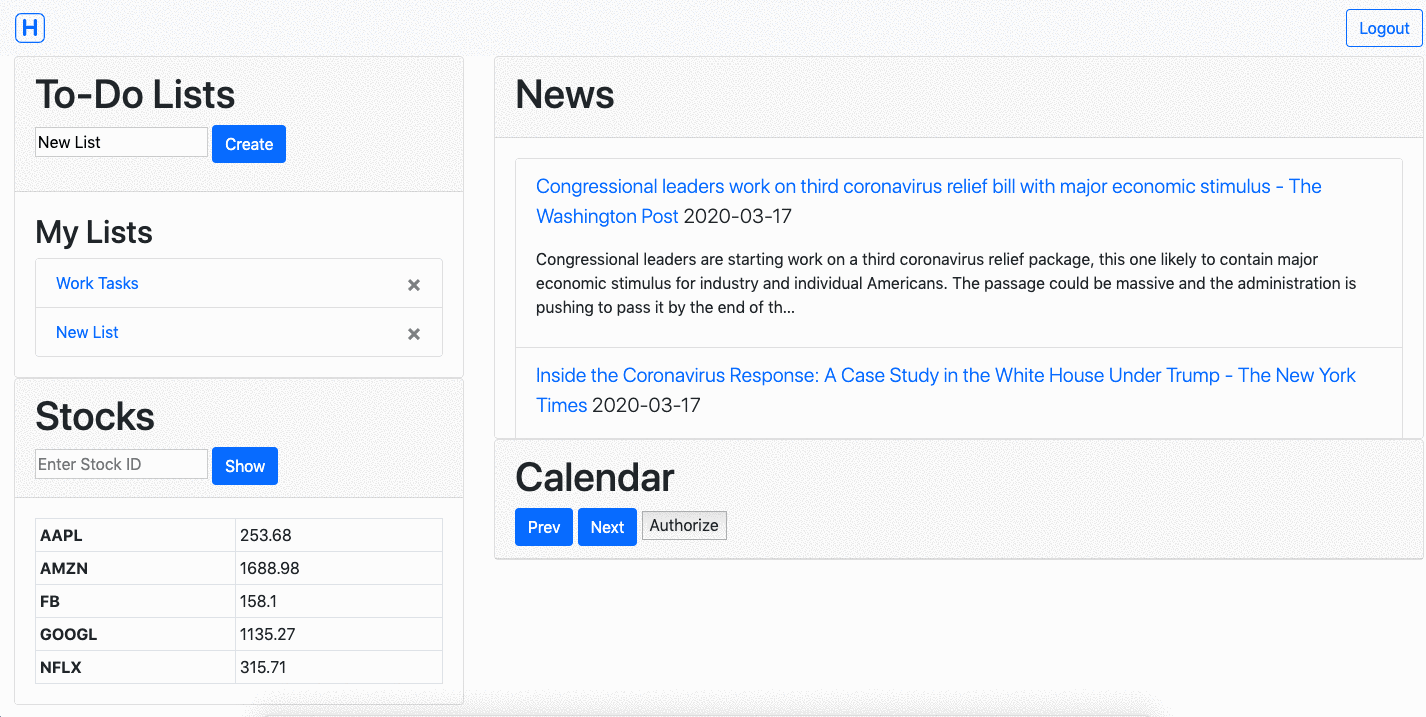 H
Logout
To-Do Lists
New List
Create
My Lists
Work Tasks
×
New List
×
Stocks
Enter Stock ID
Show
AAPL 253.68
AMZN 1688.98
FB 158.1
GOOGL 1135.27
NFLX 315.71
News
Congressional leaders work on third coronavirus relief bill with major economic stimulus - The
Washington Post 2020-03-17
Congressional leaders are starting work on a third coronavirus relief package, this one likely to contain major
economic stimulus for industry and individual Americans. The passage could be massive and the administration is
pushing to pass it by the end of th...
Inside the Coronavirus Response: A Case Study in the White House Under Trump - The New York
Times 2020-03-17
Calendar
Prev
Next
Authorize